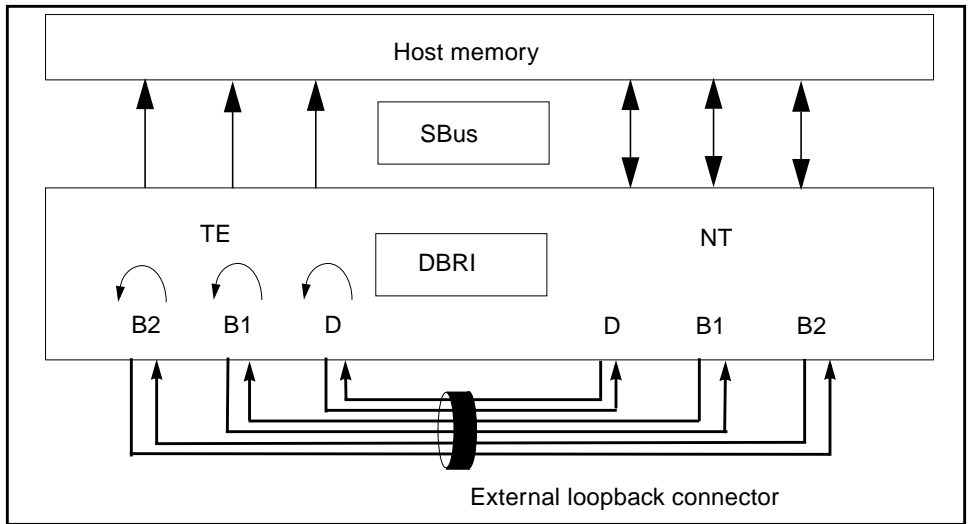 Host memory
SBus
TE
NT
DBRI
B2 B1 D D B1 B2
External loopback connector